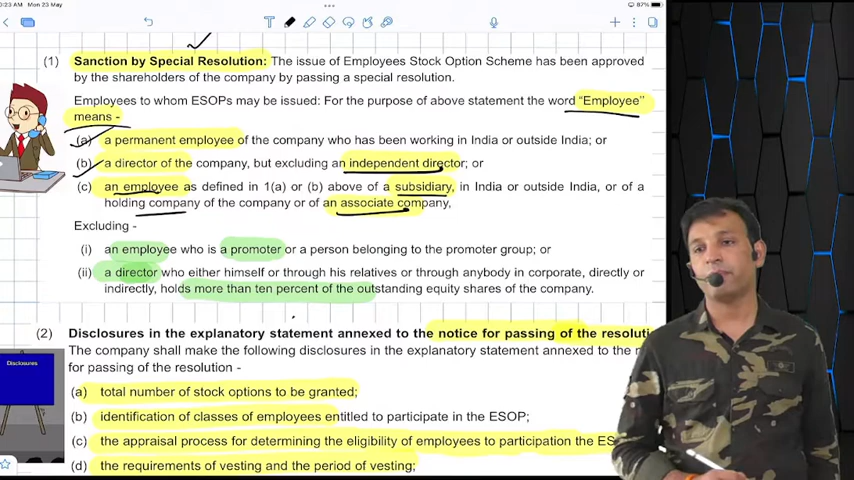 0:23 AM Mon 23 May
87%
(1) Sanction by Special Resolution: The issue of Employees Stock Option Scheme has been approved
by the shareholders of the company by passing a special resolution.
Employees to whom ESOPs may be issued: For the purpose of above statement the word "Employee"
means -
(a) a permanent employee of the company who has been working in India or outside India; or
(b) a director of the company, but excluding an independent director; or
(c) an employee as defined in 1(a) or (b) above of a subsidiary, in India or outside India, or of a
holding company of the company or of an associate company,
Excluding -
(i) an employee who is a promoter or a person belonging to the promoter group; or
(ii) a director who either himself or through his relatives or through anybody in corporate, directly or
indirectly, holds more than ten percent of the outstanding equity shares of the company.
(2) Disclosures in the explanatory statement annexed to the notice for passing of the resoluti
The company shall make the following disclosures in the explanatory statement annexed to the
for passing of the resolution -
Disclosures
(a) total number of stock options to be granted;
(b) identification of classes of employees entitled to participate in the ESOP;
(c) the appraisal process for determining the eligibility of employees to participation the ES
(d) the requirements of vesting and the period of vesting;